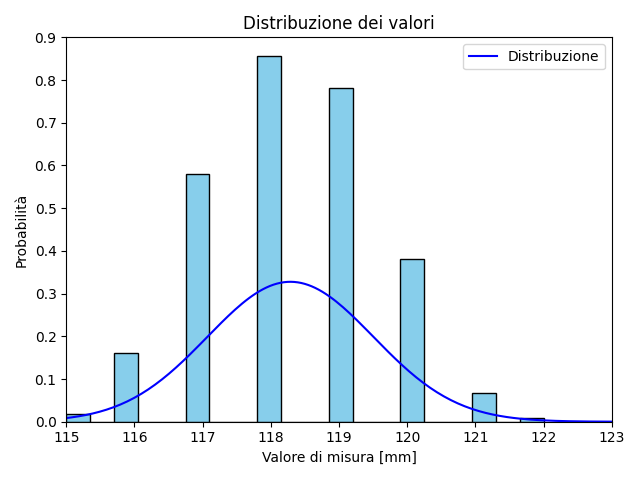 Distribuzione dei valori
Distribuzione
Probabilità
0.9
0.8
0.7
0.6
0.5
0.4
0.3
0.2
0.1
0.0
115 116 117 118 119 120 121 122 123
Valore di misura [mm]